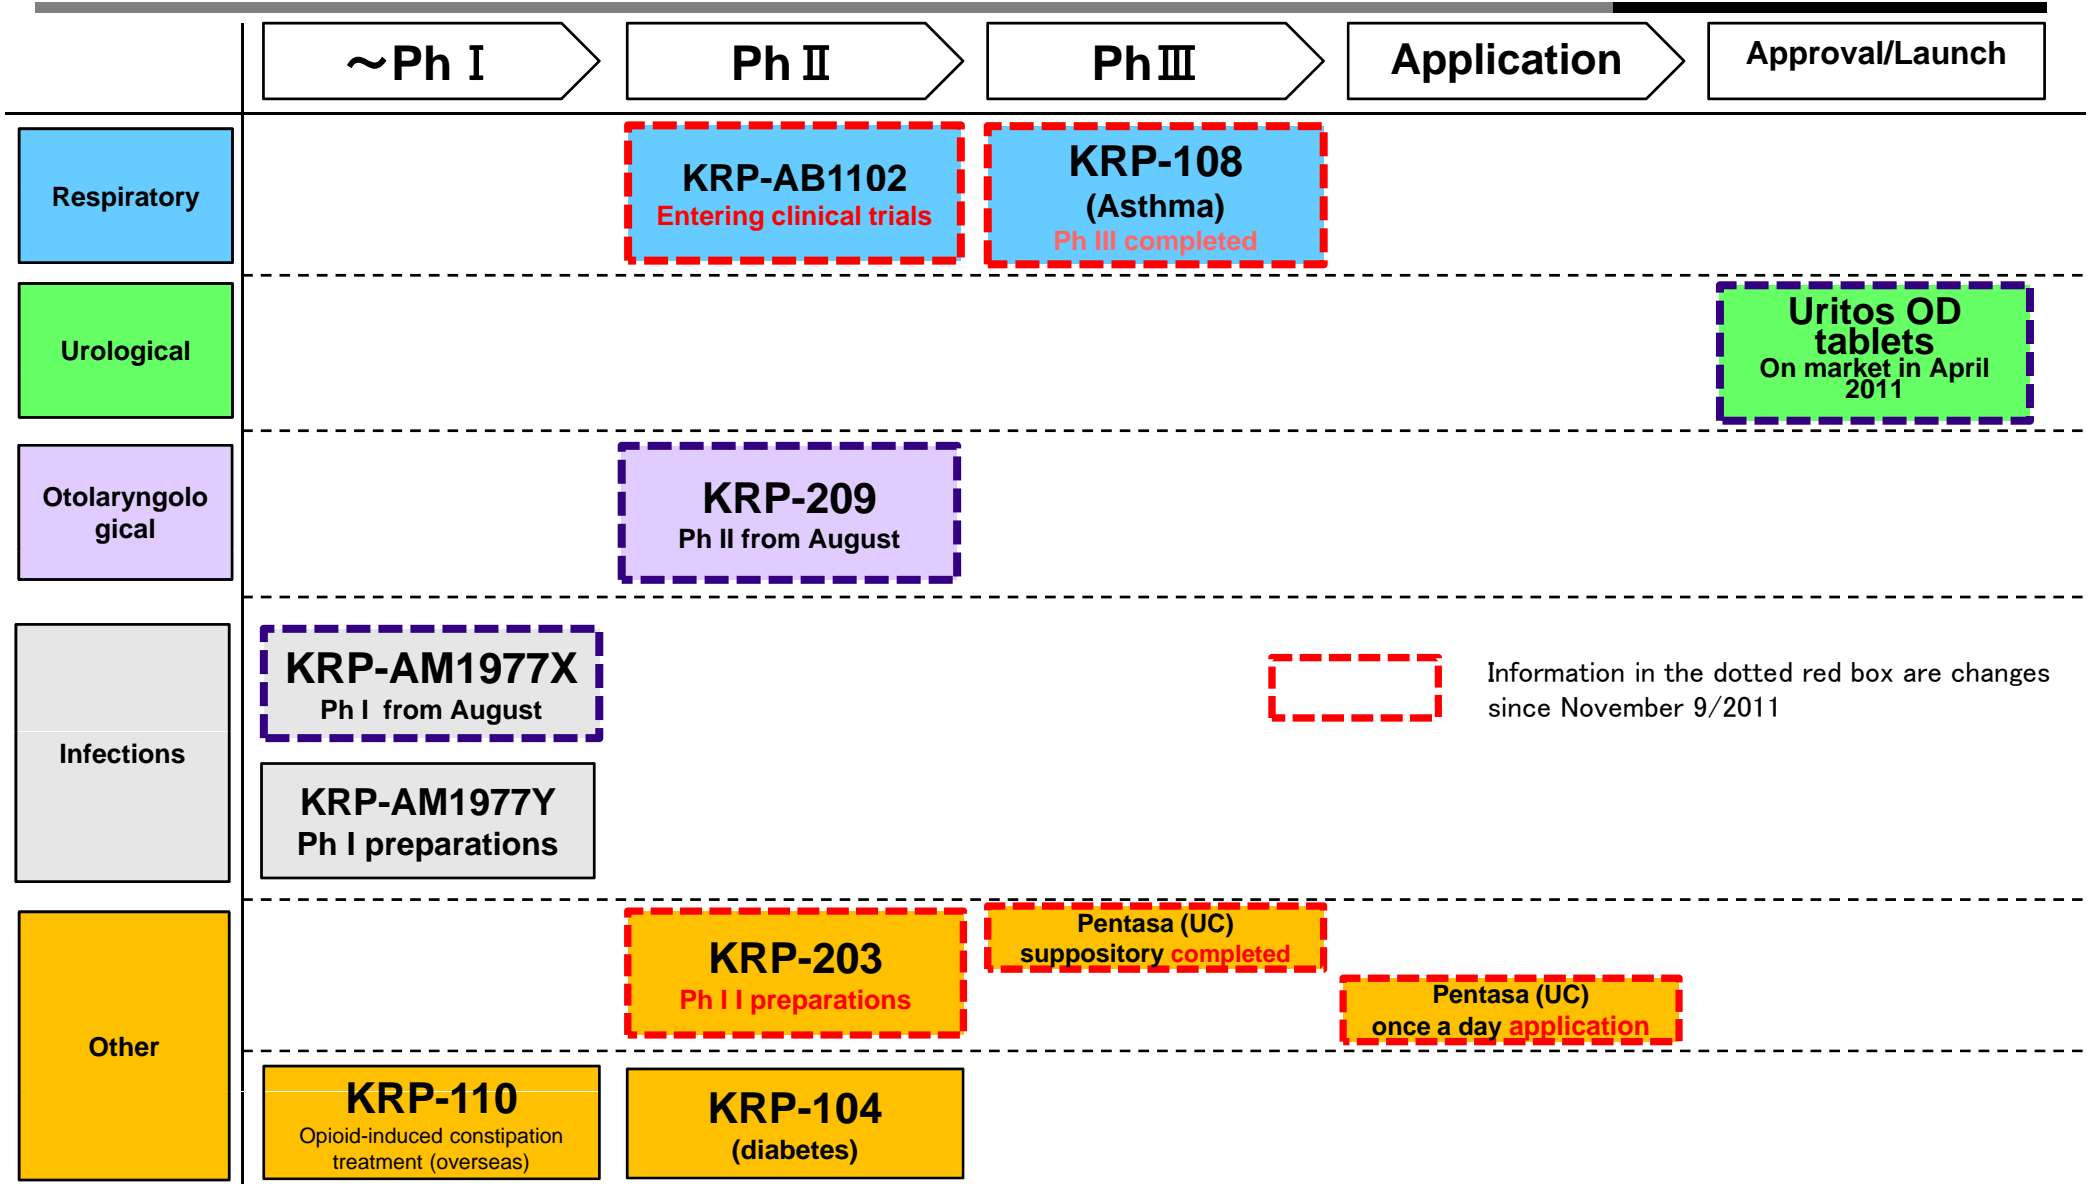 ～Ph Ⅰ
Ph Ⅱ
Ph Ⅲ
Application
Approval/Launch
Respiratory
KRP-AB1102
Entering clinical trials
KRP-108
(Asthma)
Ph III completed
Urological
Uritos OD
tablets
On market in April
2011
Otolaryngolo
gical
KRP-209
Ph II from August
Infections
KRP-AM1977X
Ph I from August
KRP-AM1977Y
Ph I preparations
Information in the dotted red box are changes
since November 9/2011
Other
KRP-203
Ph I I preparations
Pentasa (UC)
suppository completed
Pentasa (UC)
once a day application
KRP-110
Opioid-induced constipation
treatment (overseas)
KRP-104
(diabetes)